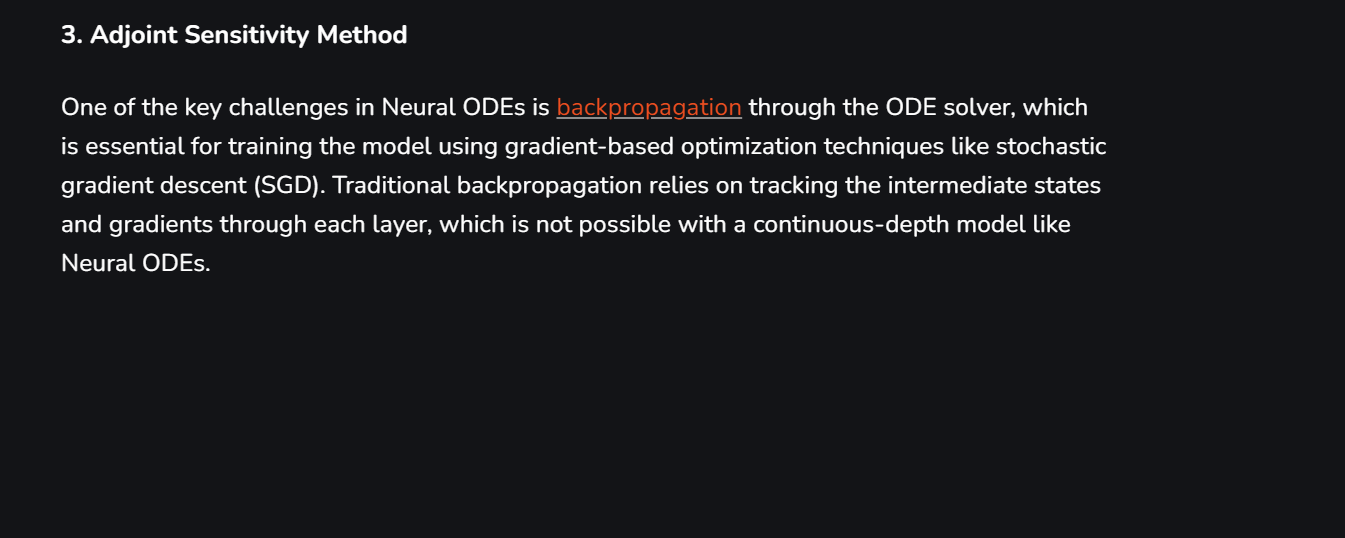 3. Adjoint Sensitivity Method
One of the key challenges in Neural ODEs is backpropagation through the ODE solver, which
is essential for training the model using gradient-based optimization techniques like stochastic
gradient descent (SGD). Traditional backpropagation relies on tracking the intermediate states
and gradients through each layer, which is not possible with a continuous-depth model like
Neural ODEs.